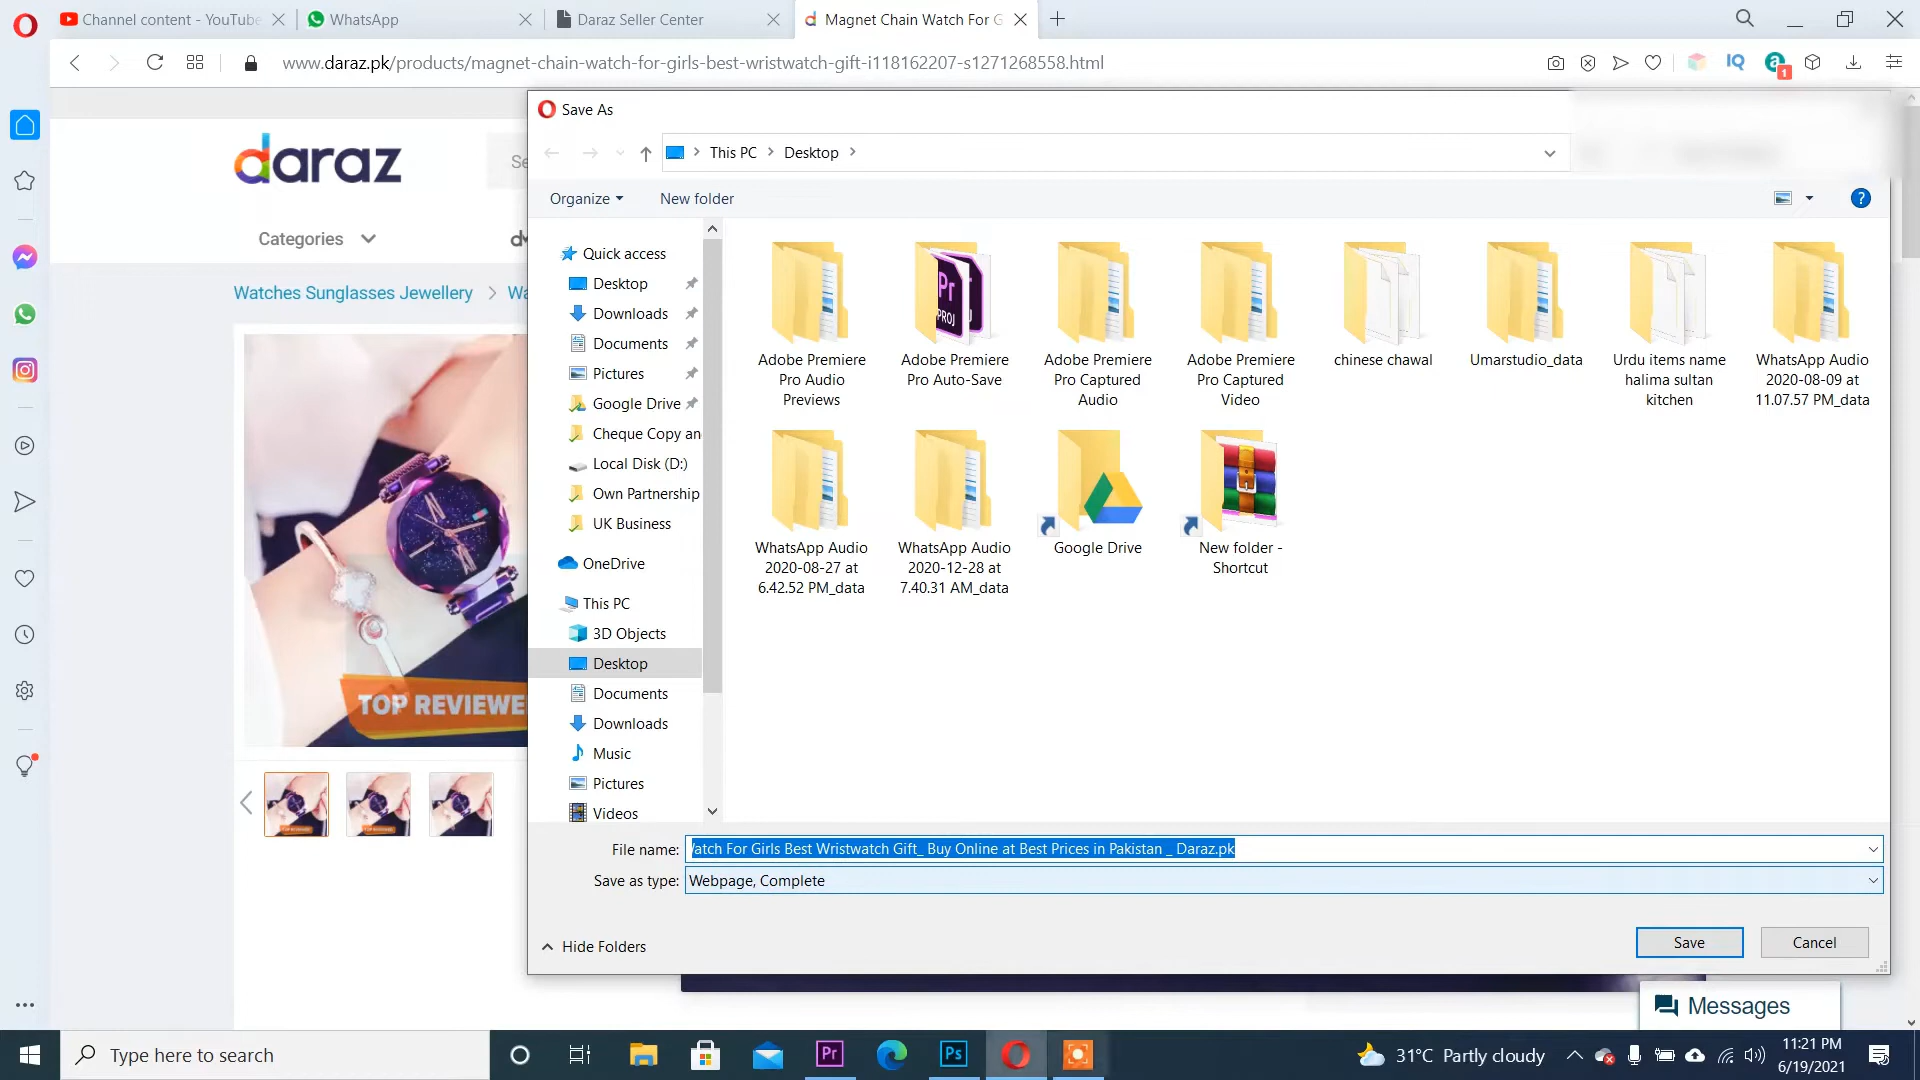 Channel content - YouTube
WhatsApp
Daraz Seller Center
Magnet Chain Watch For G
www.daraz.pk/products/magnet-chain-watch-for-girls-best-wristwatch-gift-i118162207-s1271268558.html
IQ
a
1
Save As
This PC
Desktop
Organize
New folder
?
daraz
Se
Categories
Watches Sunglasses Jewellery
Wa
TOP REVIEWE
Quick access
Desktop
Downloads
Documents
Pictures
Google Drive
Cheque Copy an
Local Disk (D:)
Own Partnership
UK Business
OneDrive
This PC
3D Objects
Desktop
Documents
Downloads
Music
Pictures
Videos
Pr
PROJ
Adobe Premiere
Pro Audio
Previews
Adobe Premiere
Pro Auto-Save
Adobe Premiere
Pro Captured
Audio
Adobe Premiere
Pro Captured
Video
chinese chawal
Umarstudio_data
Urdu items name
halima sultan
kitchen
WhatsApp Audio
2020-08-09 at
11.07.57 PM_data
WhatsApp Audio
2020-08-27 at
6.42.52 PM_data
WhatsApp Audio
2020-12-28 at
7.40.31 AM_data
Google Drive
New folder -
Shortcut
File name:
atch For Girls Best Wristwatch Gift_ Buy Online at Best Prices in Pakistan _ Daraz.pk
Save as type:
Webpage, Complete
Hide Folders
Save
Cancel
Messages
Type here to search
Pr
Ps
31°C Partly cloudy
11:21 PM
6/19/2021